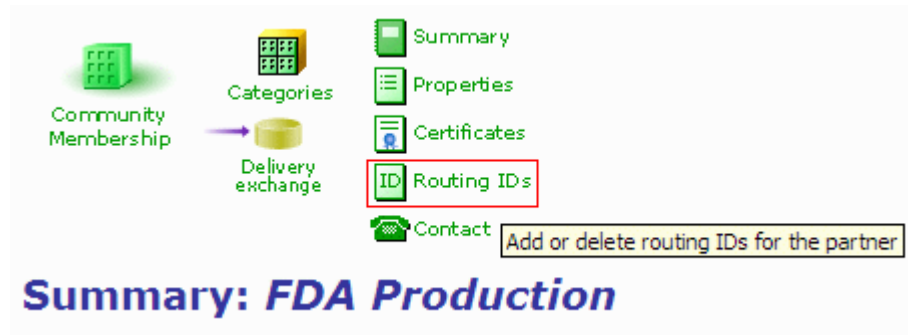 Community
Membership
Categories
Delivery
exchange
Summary
Properties
Certificates
ID Routing IDs
Contact
Add or delete routing IDs for the partner
Summary: FDA Production